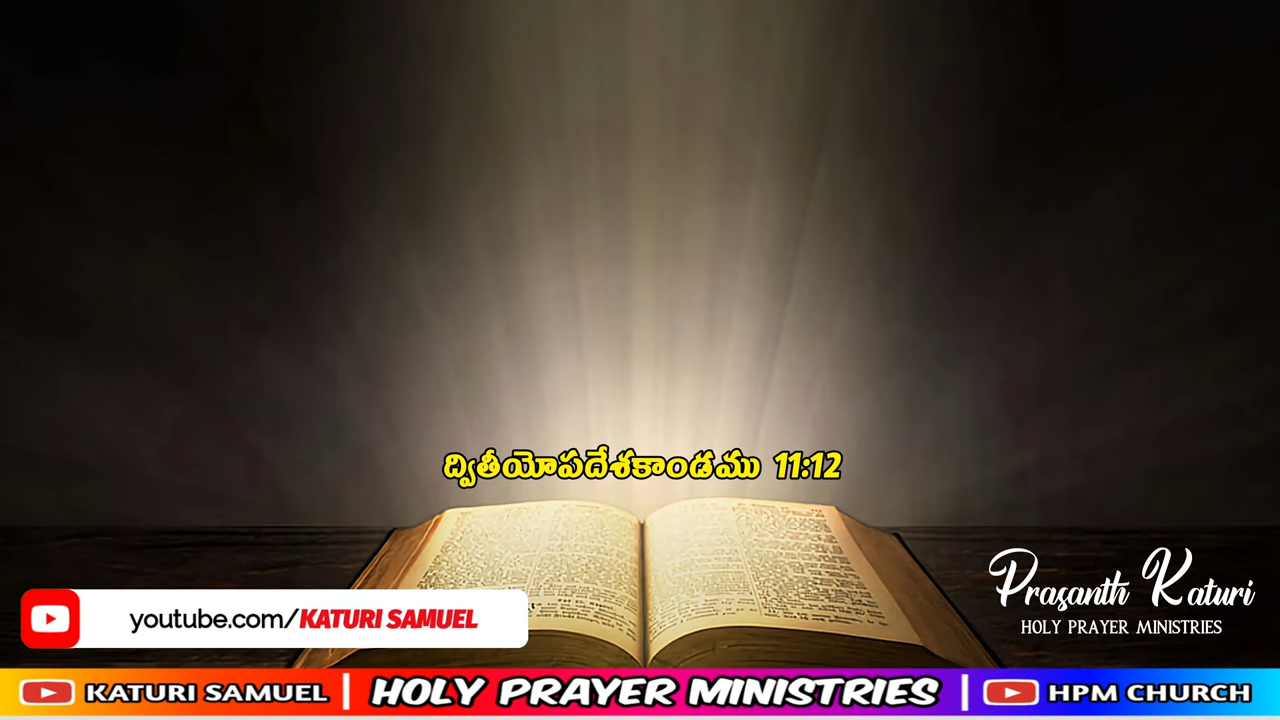 ద్వితీయోపదేశకాండము 11:12
Prasanth Katuri
HOLY PRAYER MINISTRIES
youtube.com/KATURI SAMUEL
KATURI SAMUEL | HOLY PRAYER MINISTRIES | HPM CHURCH